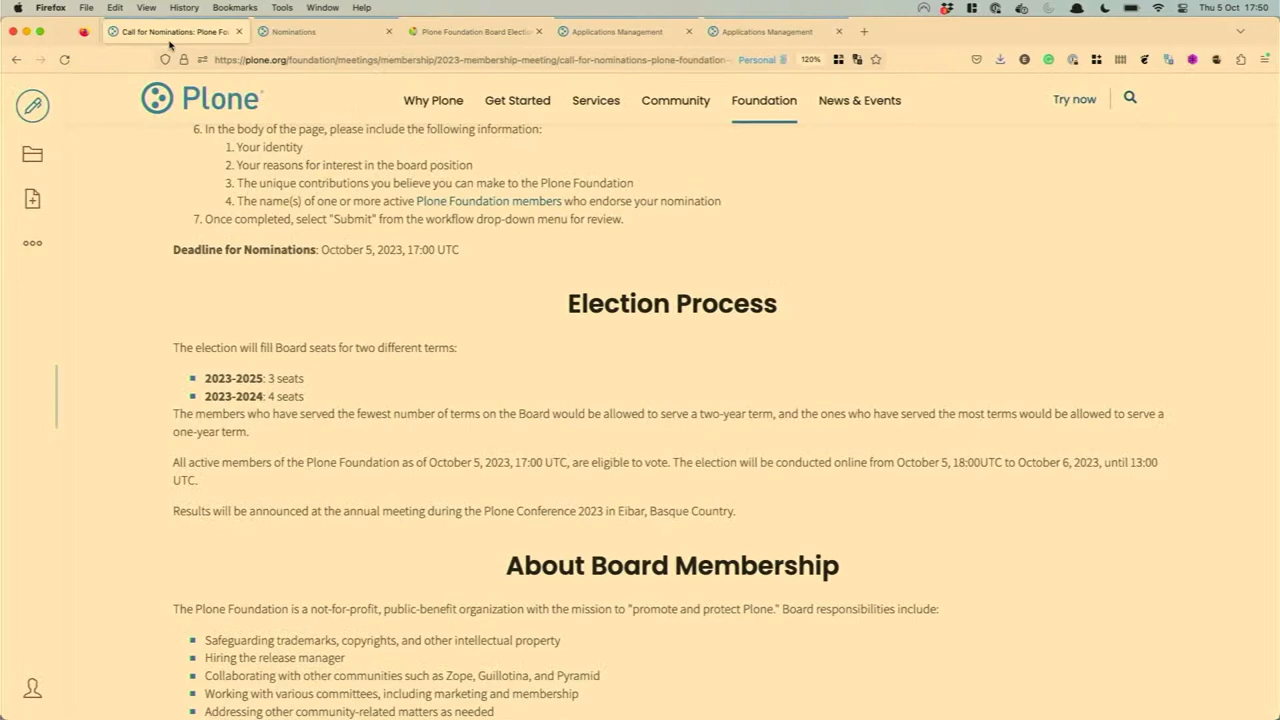 Firefox File Edit View History Bookmarks Tools Window Help Thu 5 Oct 17:50
Call for Nominations: Plone Fo Nominations Plone Foundation Board Electio Applications Management Applications Management
https://plone.org/foundation/meetings/membership/2023-membership-meeting/call-for-nominations-plone-foundation- Personal 120%
Plone
Why Plone Get Started Services Community Foundation News & Events Try now
6. In the body of the page, please include the following information:
1. Your identity
2. Your reasons for interest in the board position
3. The unique contributions you believe you can make to the Plone Foundation
4. The name(s) of one or more active Plone Foundation members who endorse your nomination
7. Once completed, select "Submit" from the workflow drop-down menu for review.
Deadline for Nominations: October 5, 2023, 17:00 UTC
Election Process
The election will fill Board seats for two different terms:
2023-2025: 3 seats
2023-2024: 4 seats
The members who have served the fewest number of terms on the Board would be allowed to serve a two-year term, and the ones who have served the most terms would be allowed to serve a
one-year term.
All active members of the Plone Foundation as of October 5, 2023, 17:00 UTC, are eligible to vote. The election will be conducted online from October 5, 18:00UTC to October 6, 2023, until 13:00
UTC.
Results will be announced at the annual meeting during the Plone Conference 2023 in Eibar, Basque Country.
About Board Membership
The Plone Foundation is a not-for-profit, public-benefit organization with the mission to "promote and protect Plone." Board responsibilities include:
Safeguarding trademarks, copyrights, and other intellectual property
Hiring the release manager
Collaborating with other communities such as Zope, Guillotina, and Pyramid
Working with various committees, including marketing and membership
Addressing other community-related matters as needed